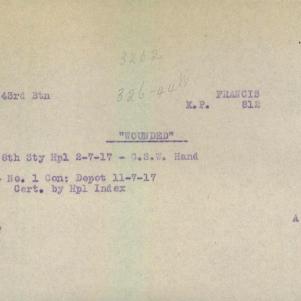 3262
326-44W
43rd Btn FRANCIS
K.P. 812
"WOUNDED"
8th Sty Hpl 2-7-17 - G.S.W. Hand
No. 1 Con: Depot 11-7-17
Cert. by Hpl Index
A